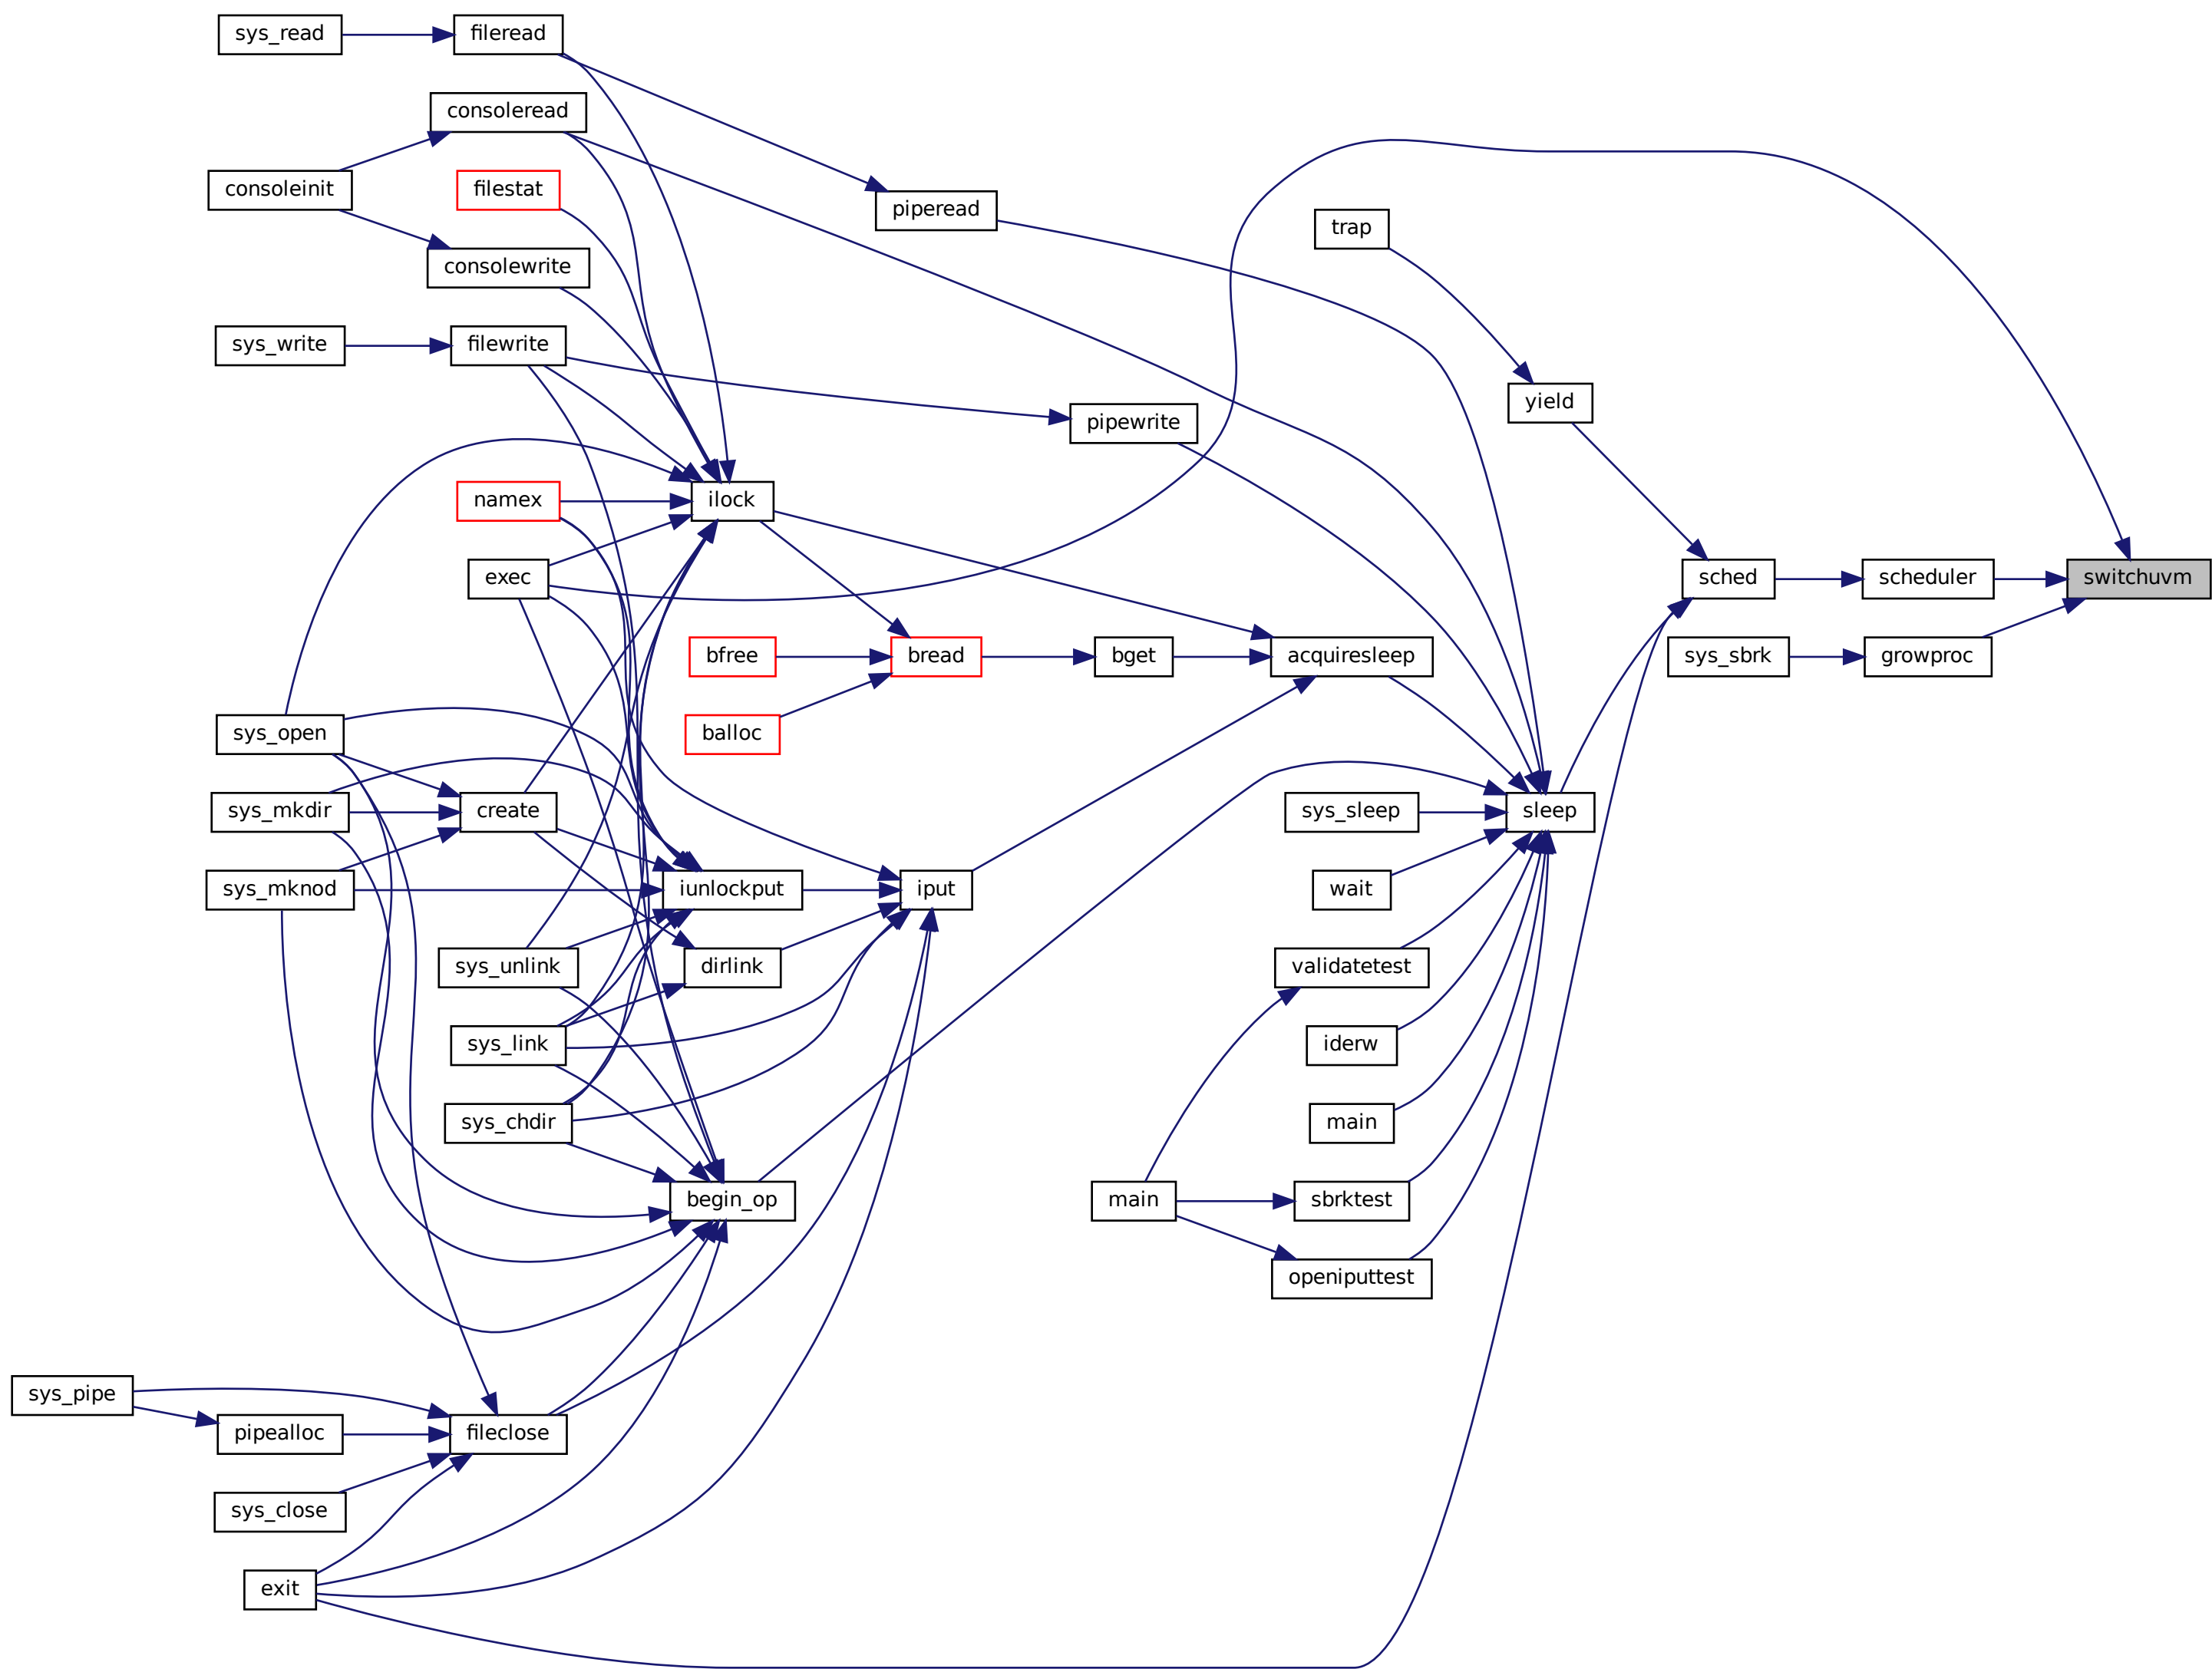 sys_read
fileread
consoleread
consoleinit
filestat
piperead
trap
consolewrite
sys_write
filewrite
yield
pipewrite
namex
ilock
exec
sched
scheduler
switchuvm
bfree
bread
bget
acquiresleep
sys_sbrk
growproc
sys_open
balloc
sys_mkdir
create
sys_sleep
sleep
sys_mknod
iunlockput
iput
wait
sys_unlink
dirlink
validatetest
sys_link
iderw
sys_chdir
main
begin_op
main
sbrktest
openiputtest
sys_pipe
pipealloc
fileclose
sys_close
exit